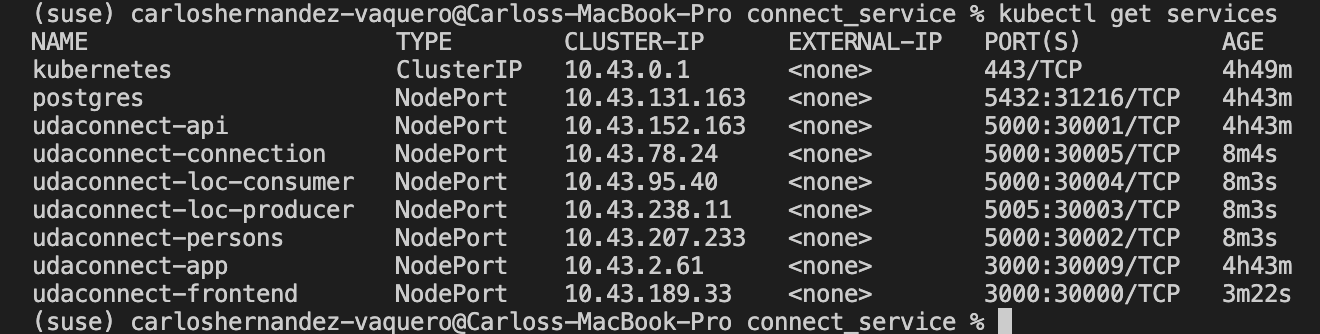 (suse) carloshernandez-vaquero@Carloss-MacBook-Pro connect_service % kubectl get services
NAME TYPE CLUSTER-IP EXTERNAL-IP PORT(S) AGE
kubernetes ClusterIP 10.43.0.1 <none> 443/TCP 4h49m
postgres NodePort 10.43.131.163 <none> 5432:31216/TCP 4h43m
udaconnect-api NodePort 10.43.152.163 <none> 5000:30001/TCP 4h43m
udaconnect-connection NodePort 10.43.78.24 <none> 5000:30005/TCP 8m4s
udaconnect-loc-consumer NodePort 10.43.95.40 <none> 5000:30004/TCP 8m3s
udaconnect-loc-producer NodePort 10.43.238.11 <none> 5005:30003/TCP 8m3s
udaconnect-persons NodePort 10.43.207.233 <none> 5000:30002/TCP 8m3s
udaconnect-app NodePort 10.43.2.61 <none> 3000:30009/TCP 4h43m
udaconnect-frontend NodePort 10.43.189.33 <none> 3000:30000/TCP 3m22s
(suse) carloshernandez-vaquero@Carloss-MacBook-Pro connect_service %